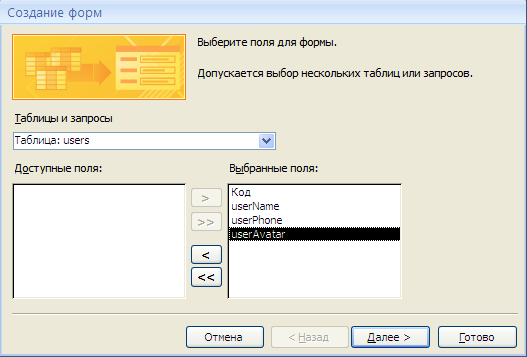 Создание форм
Выберите поля для формы.
Допускается выбор нескольких таблиц или запросов.
Таблицы и запросы
Таблица: users
Доступные поля:
Выбранные поля:
Код
userName
userPhone
userAvatar
>
>>
<
<<
Отмена
< Назад
Далее >
Готово